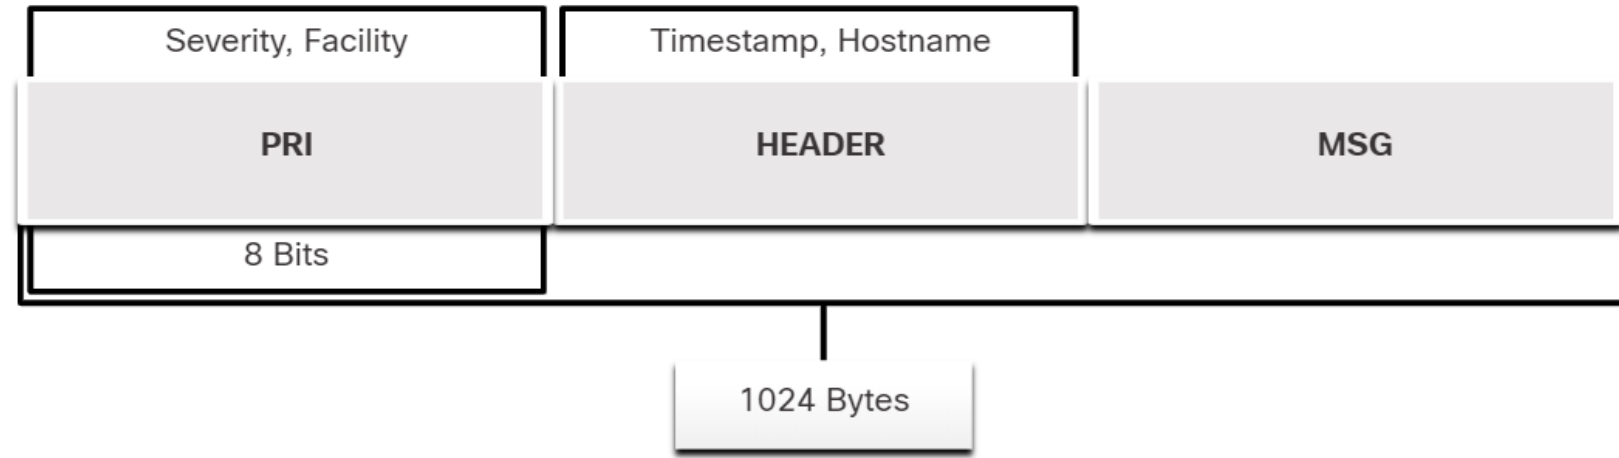 Severity, Facility
Timestamp, Hostname
PRI
HEADER
MSG
8 Bits
1024 Bytes